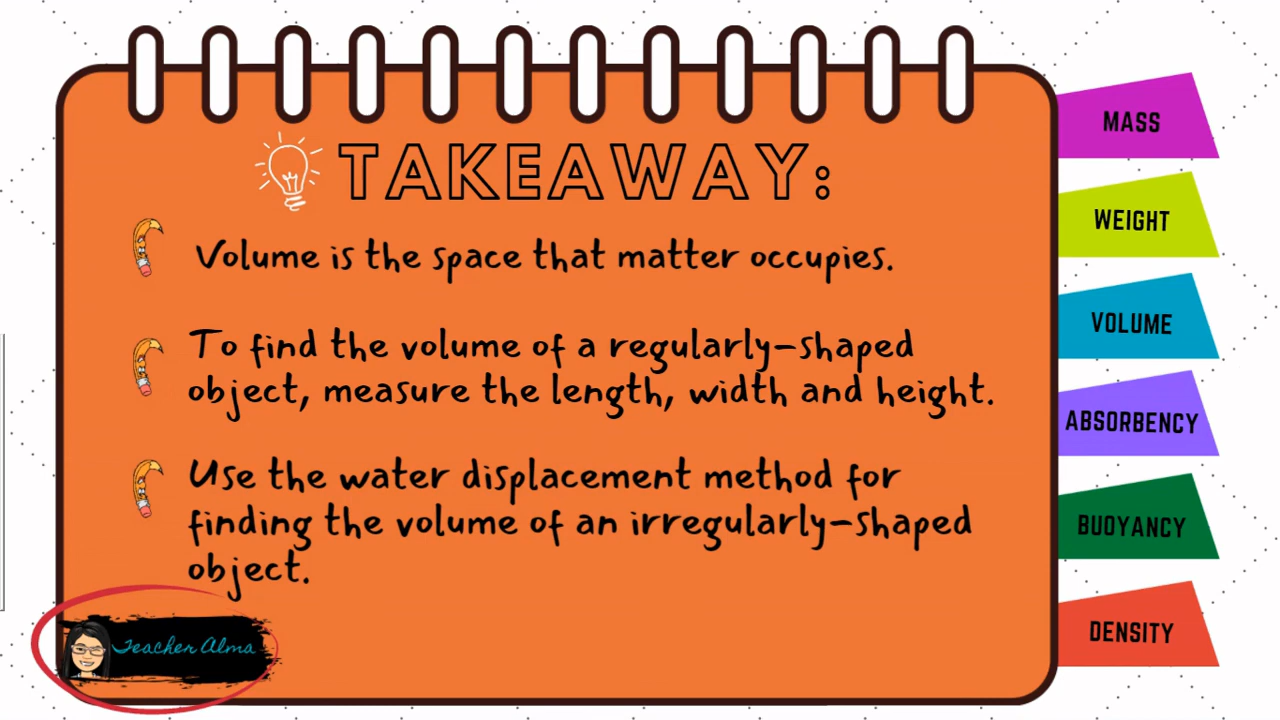 TAKEAWAY:
Volume is the space that matter occupies.
To find the volume of a regularly-shaped
object, measure the length, width and height.
Use the water displacement method for
finding the volume of an irregularly-shaped
object.
Teacher Alma
MASS
WEIGHT
VOLUME
ABSORBENCY
BUOYANCY
DENSITY